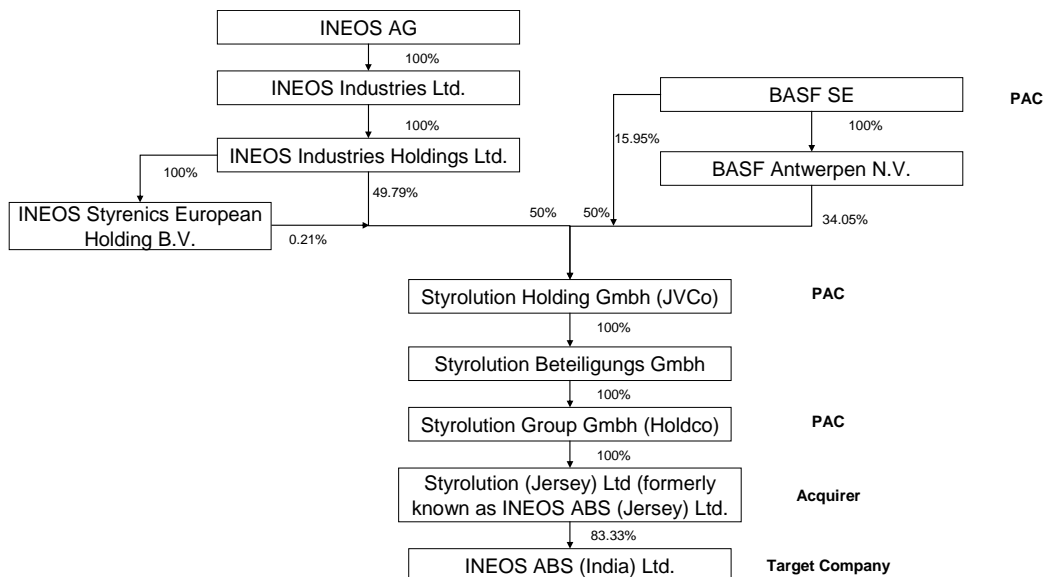 INEOS AG
100%
INEOS Industries Ltd.
BASF SE
PAC
100%
15.95%
100%
INEOS Industries Holdings Ltd.
BASF Antwerpen N.V.
100%
49.79%
INEOS Styrenics European
Holding B.V.
50%
50%
34.05%
0.21%
Styrolution Holding Gmbh (JVCo)
PAC
100%
Styrolution Beteiligungs Gmbh
100%
Styrolution Group Gmbh (Holdco)
PAC
100%
Styrolution (Jersey) Ltd (formerly
known as INEOS ABS (Jersey) Ltd.
Acquirer
83.33%
INEOS ABS (India) Ltd.
Target Company